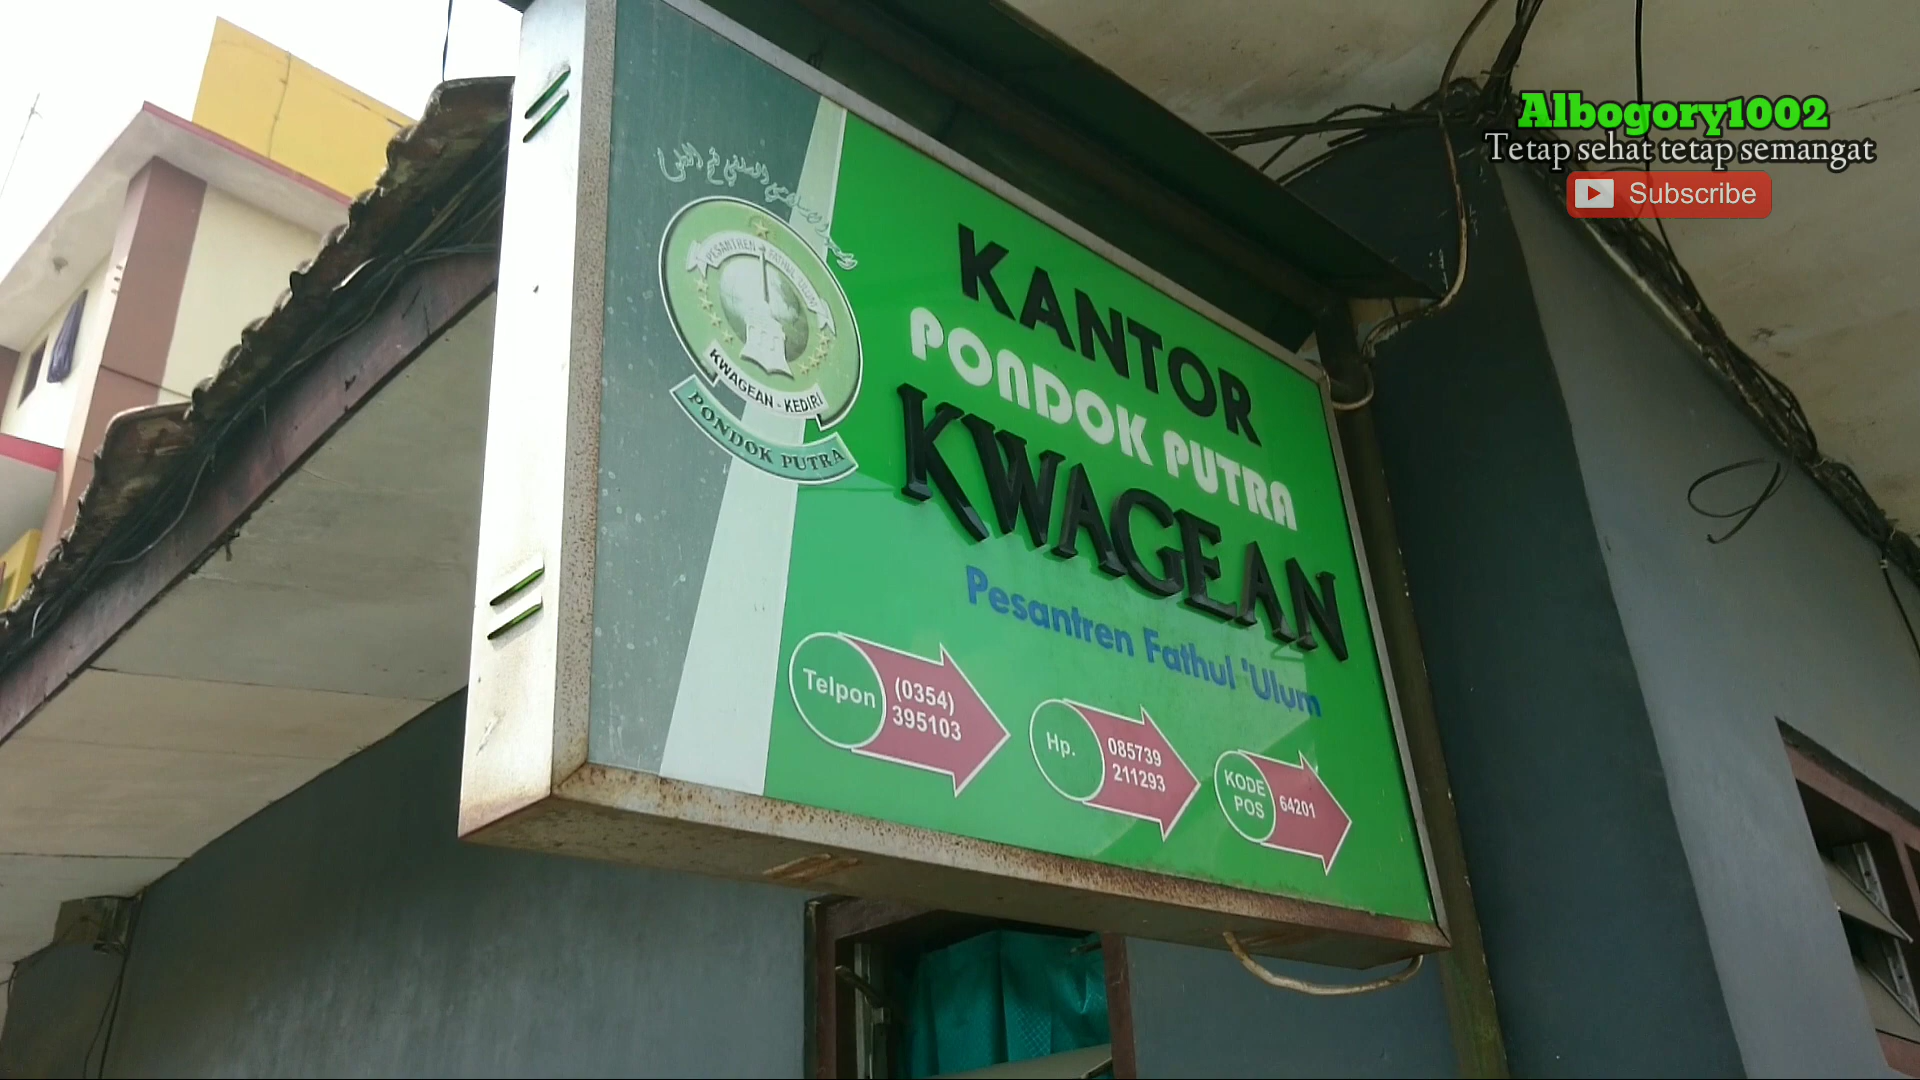 Albogory1002
Tetap sehat tetap semangat
Subscribe
PESANTREN FATHUL 'ULUM
KWAGEAN - KEDIRI
PONDOK PUTRA
KANTOR
PONDOK PUTRA
KWAGEAN
Pesantren Fathul 'Ulum
Telpon
(0354)
395103
Hp.
085739
211293
KODE
POS
64201